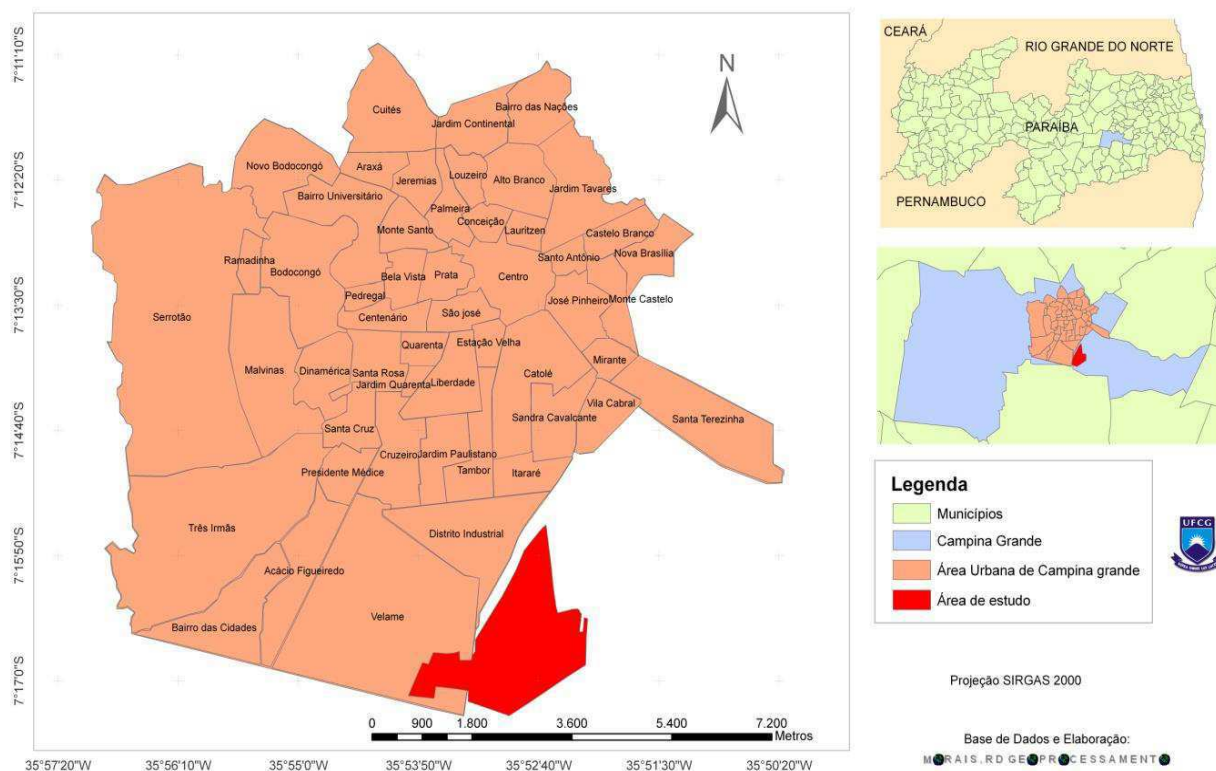 7°11'10"S
7°12'20"S
7°13'30"S
7°14'40"S
7°15'50"S
7°17'0"S
N
Cuités
Bairro das Nações
Jardim Continental
Novo Bodocongó
Araxá
Louzeiro
Jeremias
Alto Branco
Bairro Universitário
Jardim Tavares
Palmeira
Conceição
Monte Santo
Lauritzen
Castelo Branco
Ramadinha
Bodocongó
Santo Antônio
Nova Brasília
Bela Vista
Prata
Centro
Pedregal
José Pinheiro
Monte Castelo
Serrotão
Centenário
São josé
Quarenta
Estação Velha
Mirante
Malvinas
Dinamérica
Santa Rosa
Catolé
Jardim Quarenta
Liberdade
Vila Cabral
Sandra Cavalcante
Santa Terezinha
Santa Cruz
Cruzeiro
Jardim Paulistano
Presidente Médice
Tambor
Itararé
Três Irmãs
Distrito Industrial
Acácio Figueiredo
Velame
Bairro das Cidades
0 900 1.800 3.600 5.400 7.200
Metros
35°57'20"W 35°56'10"W 35°55'0"W 35°53'50"W 35°52'40"W 35°51'30"W 35°50'20"W
CEARÁ
RIO GRANDE DO NORTE
PARAÍBA
PERNAMBUCO
Legenda
Municípios
Campina Grande
Área Urbana de Campina grande
Área de estudo
UFCG
Projeção SIRGAS 2000
Base de Dados e Elaboração:
MORAIS.RD GEOPROCESSAMENTO